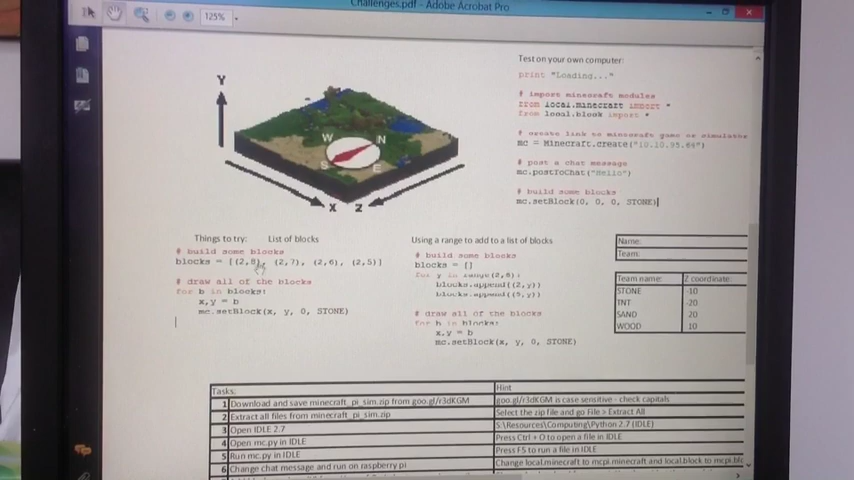 Challenges.pdf - Adobe Acrobat Pro
125%
Y
W
N
S
E
X
Z
Test on your own computer:
print "Loading..."
# import minecraft modules
from local.minecraft import *
from local.block import *
# create link to minecraft game or simulator
mc = Minecraft.create("10.10.95.64")
# post a chat message
mc.postToChat("Hello")
# build some blocks
mc.setBlock(0, 0, 0, STONE)
Things to try: List of blocks
# build some blocks
blocks = [(2,8), (2,7), (2,6), (2,5)]
# draw all of the blocks
for b in blocks:
x,y = b
mc.setBlock(x, y, 0, STONE)
Using a range to add to a list of blocks
# build some blocks
blocks = []
for y in range(2,8):
blocks.append((2,y))
blocks.append((5,y))
# draw all of the blocks
for b in blocks:
x,y = b
mc.setBlock(x, y, 0, STONE)
Name:
Team:
Team name: Z coordinate:
STONE -10
TNT -20
SAND 20
WOOD 10
Tasks: Hint
1 Download and save minecraft_pi_sim.zip from goo.gl/r3dKGM goo.gl/r3dKGM is case sensitive - check capitals
2 Extract all files from minecraft_pi_sim.zip Select the zip file and go File > Extract All
3 Open IDLE 2.7 S:\Resources\Computing\Python 2.7 (IDLE)
4 Open mc.py in IDLE Press Ctrl + O to open a file in IDLE
5 Run mc.py in IDLE Press F5 to run a file in IDLE
6 Change chat message and run on raspberry pi Change local.minecraft to mcpi.minecraft and local.block to mcpi.blo